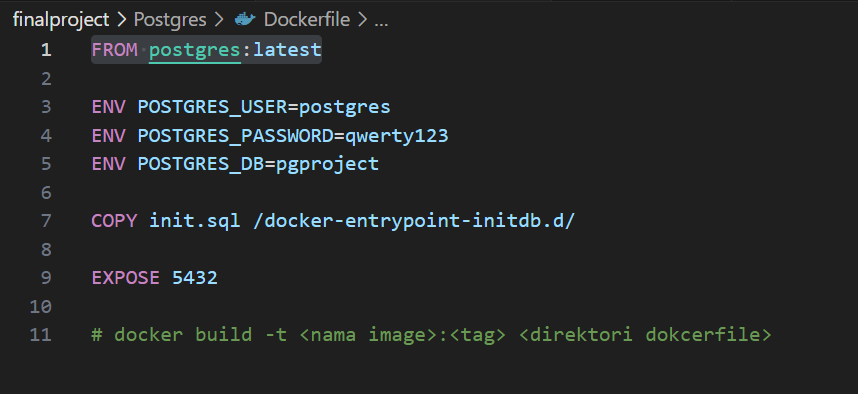 finalproject > Postgres > Dockerfile > ...
1 FROM postgres:latest
2
3 ENV POSTGRES_USER=postgres
4 ENV POSTGRES_PASSWORD=qwerty123
5 ENV POSTGRES_DB=pgproject
6
7 COPY init.sql /docker-entrypoint-initdb.d/
8
9 EXPOSE 5432
10
11 # docker build -t <nama image>:<tag> <direktori dokcerfile>